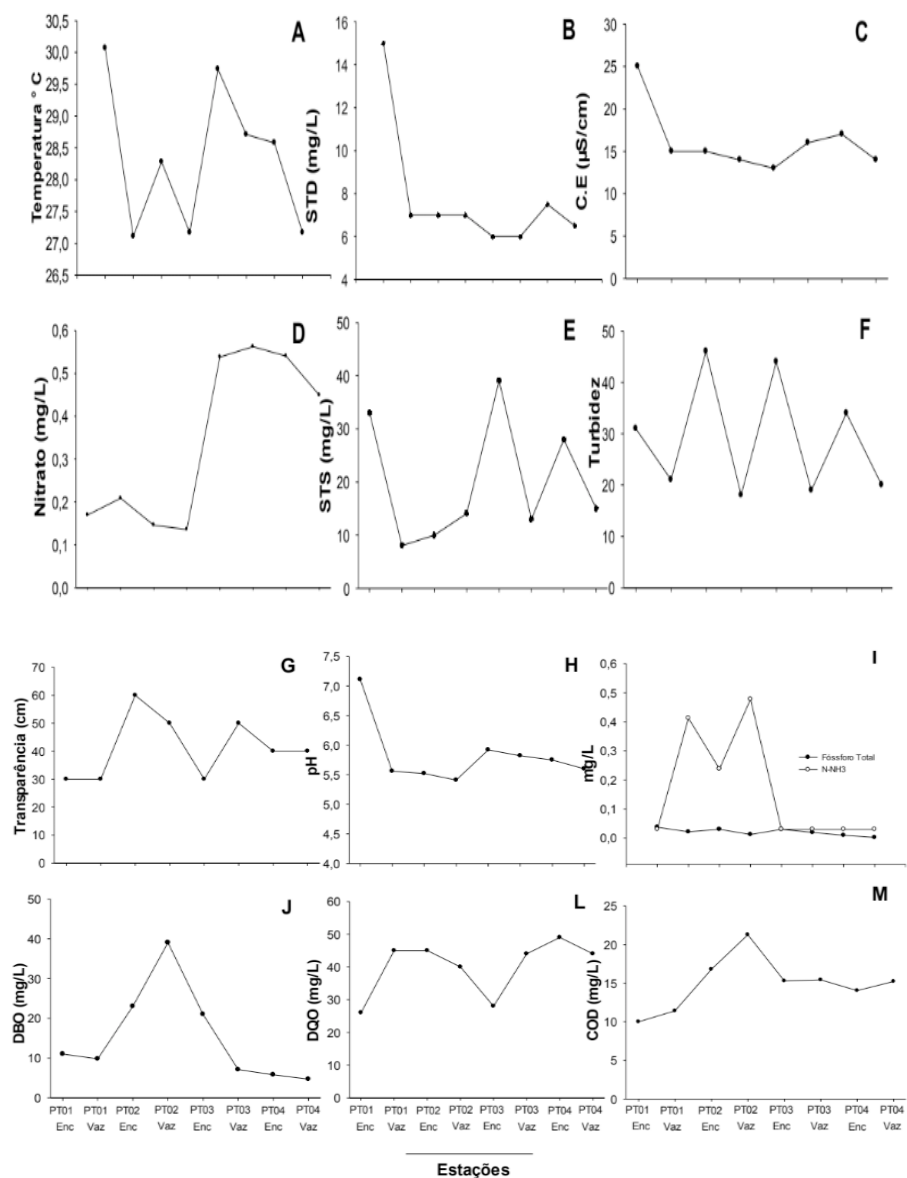 A
Temperatura ° C
30,5
30,0
29,5
29,0
28,5
28,0
27,5
27,0
26,5
B
STD (mg/L)
16
14
12
10
8
6
4
C
C.E (µS/cm)
30
25
20
15
10
5
0
D
Nitrato (mg/L)
0,6
0,5
0,4
0,3
0,2
0,1
0,0
E
STS (mg/L)
50
40
30
20
10
0
F
Turbidez
50
40
30
20
10
0
G
Transparência (cm)
70
60
50
40
30
20
10
0
H
pH
7,5
7,0
6,5
6,0
5,5
5,0
4,5
4,0
I
mg/L
0,6
0,5
0,4
0,3
0,2
0,1
0,0
Fóssforo Total
N-NH3
J
DBO (mg/L)
50
40
30
20
10
0
PT01 PT01 PT02 PT02 PT03 PT03 PT04 PT04
Enc Vaz Enc Vaz Enc Vaz Enc Vaz
L
DQO (mg/L)
60
50
40
30
20
10
0
PT01 PT01 PT02 PT02 PT03 PT03 PT04 PT04
Enc Vaz Enc Vaz Enc Vaz Enc Vaz
M
COD (mg/L)
25
20
15
10
5
0
PT01 PT01 PT02 PT02 PT03 PT03 PT04 PT04
Enc Vaz Enc Vaz Enc Vaz Enc Vaz
Estações